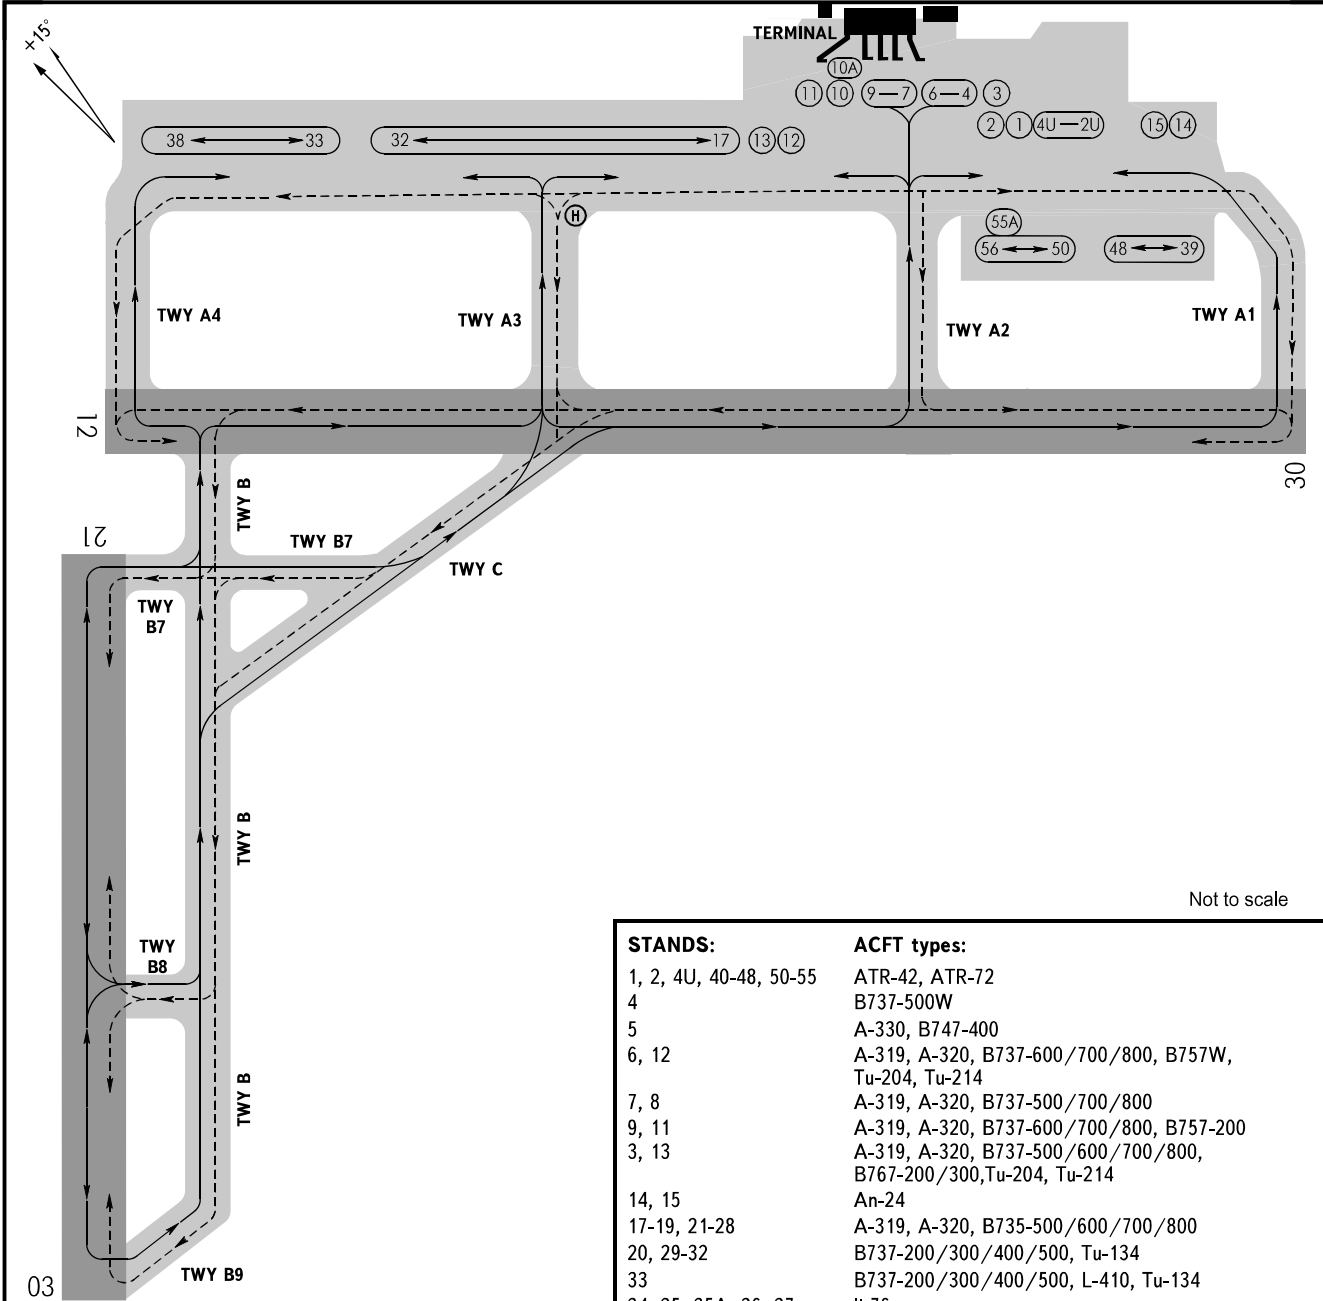 +15°
TERMINAL
10A
11 10 9 7 6 4 3
2 1 4U 2U 15 14
38 33 32 17 13 12
H
55A
56 50 48 39
TWY A4
TWY A3
TWY A2
TWY A1
12
30
TWY B
21
TWY B7
TWY C
TWY
B7
TWY B
TWY
B8
TWY B
TWY B9
03
Not to scale
STANDS: ACFT types:
1, 2, 4U, 40-48, 50-55 ATR-42, ATR-72
4 B737-500W
5 A-330, B747-400
6, 12 A-319, A-320, B737-600/700/800, B757W,
Tu-204, Tu-214
7, 8 A-319, A-320, B737-500/700/800
9, 11 A-319, A-320, B737-600/700/800, B757-200
3, 13 A-319, A-320, B737-500/600/700/800,
B767-200/300,Tu-204, Tu-214
14, 15 An-24
17-19, 21-28 A-319, A-320, B735-500/600/700/800
20, 29-32 B737-200/300/400/500, Tu-134
33 B737-200/300/400/500, L-410, Tu-134